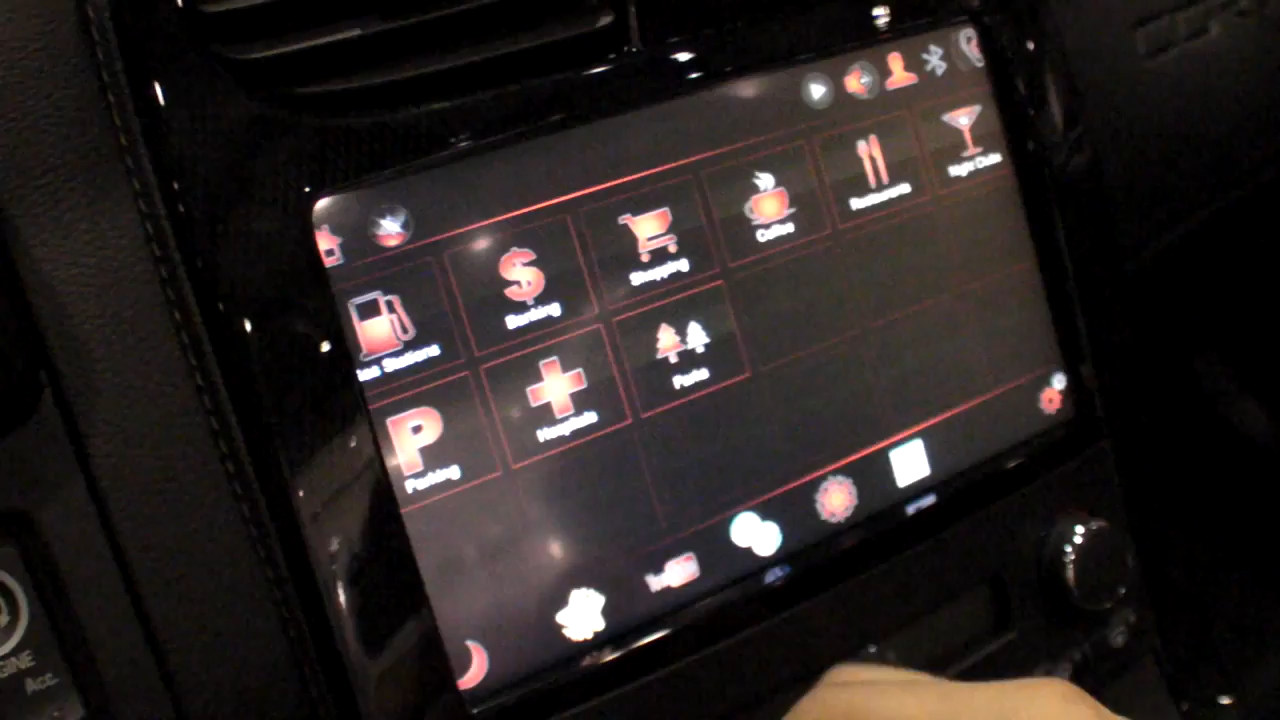 Night Clubs
Restaurants
Coffee
Shopping
Banking
Gas Stations
Parks
Hospitals
P
Parking
ENGINE
Acc.